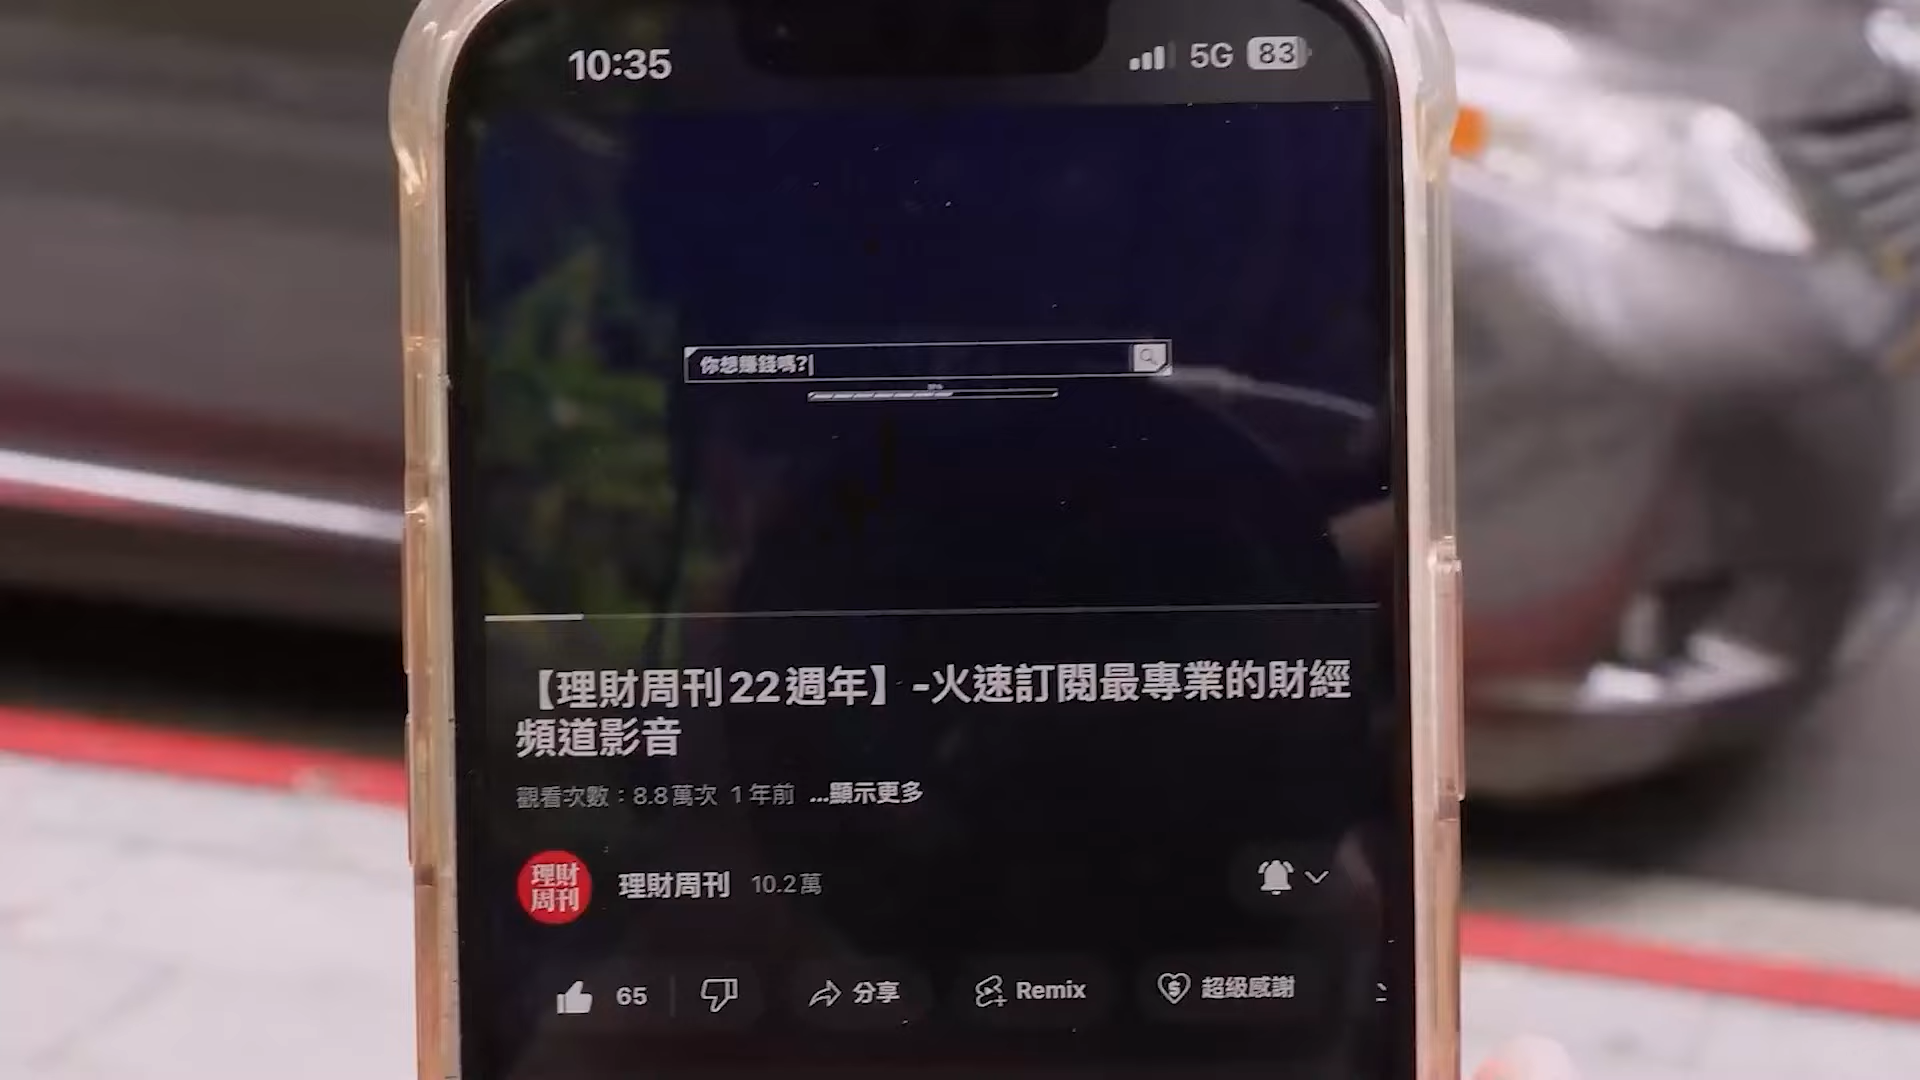 10:35
5G 83
你想賺錢嗎?
【理財周刊22週年】-火速訂閱最專業的財經
頻道影音
觀看次數：8.8萬次 1年前 ...顯示更多
理財
周刊
理財周刊 10.2萬
65 分享 Remix 超級感謝